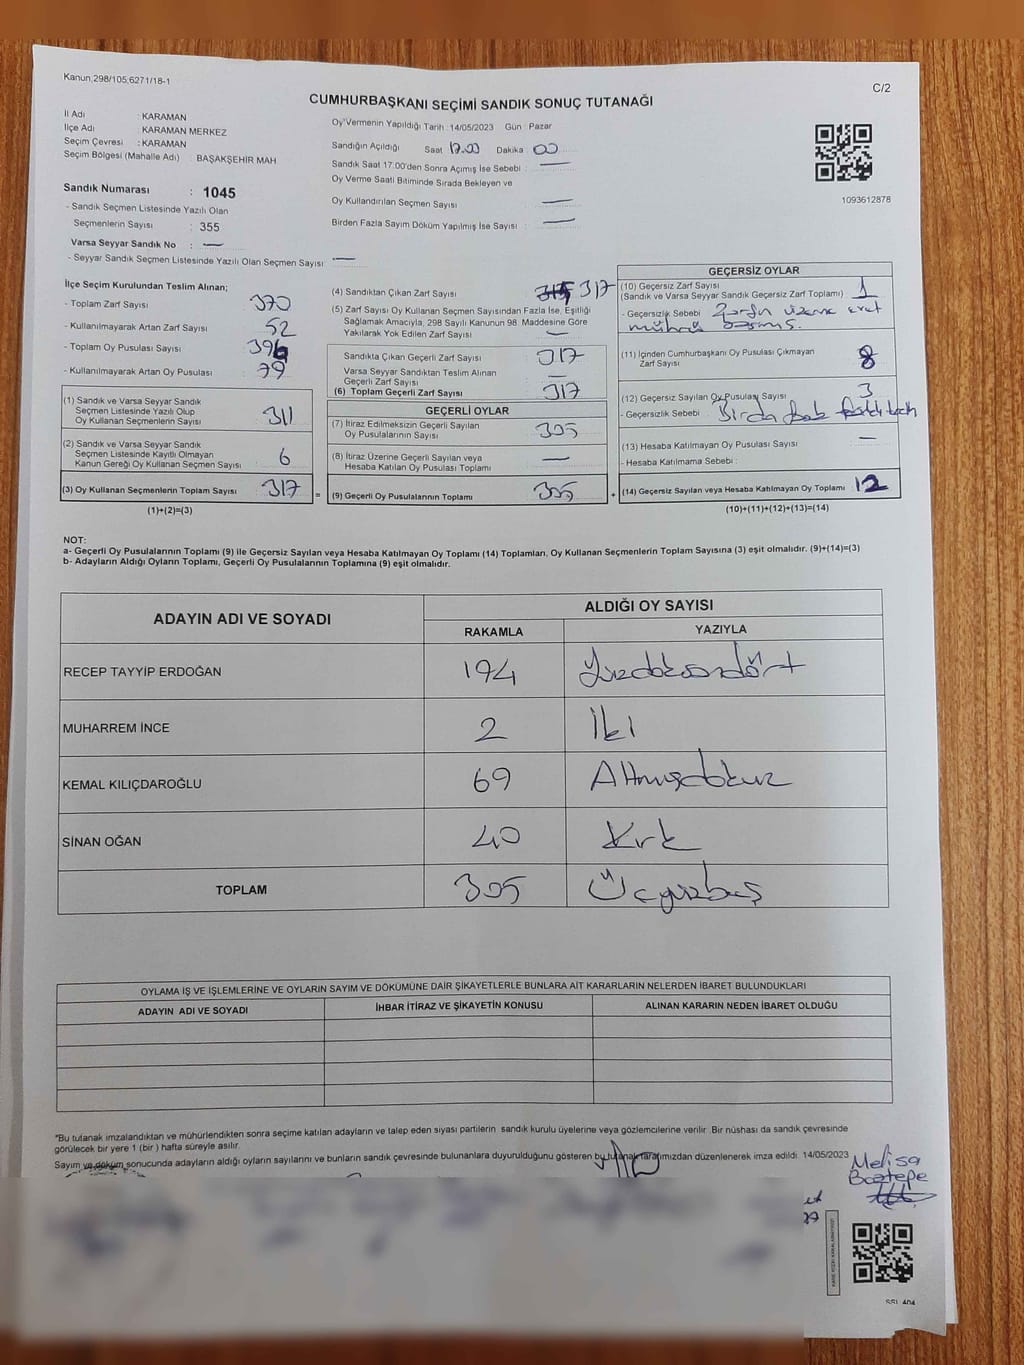 Kanun;298/105;6271/18-1
C/2
CUMHURBAŞKANI SEÇİMİ SANDIK SONUÇ TUTANAĞI
İl Adı : KARAMAN
İlçe Adı : KARAMAN MERKEZ
Seçim Çevresi : KARAMAN
Seçim Bölgesi (Mahalle Adı) : BAŞAKŞEHİR MAH
Sandık Numarası : 1045
- Sandık Seçmen Listesinde Yazılı Olan
Seçmenlerin Sayısı : 355
Varsa Seyyar Sandık No : —
- Seyyar Sandık Seçmen Listesinde Yazılı Olan Seçmen Sayısı : —
Oy Vermenin Yapıldığı Tarih : 14/05/2023 Gün : Pazar
Sandığın Açıldığı Saat 17.00 Dakika : 00
Sandık Saat 17.00'den Sonra Açımış İse Sebebi : —
Oy Verme Saati Bitiminde Sırada Bekleyen ve
Oy Kullandırılan Seçmen Sayısı : —
Birden Fazla Sayım Döküm Yapılmış İse Sayısı : —
1093612878
İlçe Seçim Kurulundan Teslim Alınan;
- Toplam Zarf Sayısı 370
- Kullanılmayarak Artan Zarf Sayısı 52
- Toplam Oy Pusulası Sayısı 396
- Kullanılmayarak Artan Oy Pusulası 79
(1) Sandık ve Varsa Seyyar Sandık
Seçmen Listesinde Yazılı Olup
Oy Kullanan Seçmenlerin Sayısı 311
(2) Sandık ve Varsa Seyyar Sandık
Seçmen Listesinde Kayıtlı Olmayan
Kanun Gereği Oy Kullanan Seçmen Sayısı 6
(3) Oy Kullanan Seçmenlerin Toplam Sayısı 317
(1)+(2)=(3)
=
(4) Sandıktan Çıkan Zarf Sayısı 317
(5) Zarf Sayısı Oy Kullanan Seçmen Sayısından Fazla İse, Eşitliği
Sağlamak Amacıyla, 298 Sayılı Kanunun 98. Maddesine Göre
Yakılarak Yok Edilen Zarf Sayısı —
Sandıkta Çıkan Geçerli Zarf Sayısı 317
Varsa Seyyar Sandıktan Teslim Alınan
Geçerli Zarf Sayısı —
(6) Toplam Geçerli Zarf Sayısı 317
GEÇERLİ OYLAR
(7) İtiraz Edilmeksizin Geçerli Sayılan
Oy Pusulalarının Sayısı 305
(8) İtiraz Üzerine Geçerli Sayılan veya
Hesaba Katılan Oy Pusulası Toplamı —
(9) Geçerli Oy Pusulalarının Toplamı 305
+
GEÇERSİZ OYLAR
(10) Geçersiz Zarf Sayısı 1
(Sandık ve Varsa Seyyar Sandık Geçersiz Zarf Toplamı)
- Geçersizlik Sebebi : Zarfın üzerine evet
mührü basmış.
(11) İçinden Cumhurbaşkanı Oy Pusulası Çıkmayan
Zarf Sayısı 8
(12) Geçersiz Sayılan Oy Pusulası Sayısı 3
- Geçersizlik Sebebi : Birden
(13) Hesaba Katılmayan Oy Pusulası Sayısı —
- Hesaba Katılmama Sebebi :
(14) Geçersiz Sayılan veya Hesaba Katılmayan Oy Toplamı 12
(10)+(11)+(12)+(13)=(14)
NOT:
a- Geçerli Oy Pusulalarının Toplamı (9) ile Geçersiz Sayılan veya Hesaba Katılmayan Oy Toplamı (14) Toplamları, Oy Kullanan Seçmenlerin Toplam Sayısına (3) eşit olmalıdır. (9)+(14)=(3)
b- Adayların Aldığı Oyların Toplamı, Geçerli Oy Pusulalarının Toplamına (9) eşit olmalıdır.
ADAYIN ADI VE SOYADI
ALDIĞI OY SAYISI
RAKAMLA YAZIYLA
RECEP TAYYİP ERDOĞAN 194 Yüzdoksandört
MUHARREM İNCE 2 İki
KEMAL KILIÇDAROĞLU 69 Altmışdokuz
SİNAN OĞAN 40 Kırk
TOPLAM 305 Üçyüzbeş
OYLAMA İŞ VE İŞLEMLERİNE VE OYLARIN SAYIM VE DÖKÜMÜNE DAİR ŞİKAYETLERLE BUNLARA AİT KARARLARIN NELERDEN İBARET BULUNDUKLARI
ADAYIN ADI VE SOYADI İHBAR İTİRAZ VE ŞİKAYETİN KONUSU ALINAN KARARIN NEDEN İBARET OLDUĞU
"Bu tutanak imzalandıktan ve mühürlendikten sonra seçime katılan adayların ve talep eden siyasi partilerin sandık kurulu üyelerine veya gözlemcilerine verilir. Bir nüshası da sandık çevresinde
görülecek bir yere 1 (bir) hafta süreyle asılır.
Sayım ve döküm sonucunda adayların aldığı oyların sayılarını ve bunların sandık çevresinde bulunanlara duyurulduğunu gösteren bu tutanak tarafımızdan düzenlenerek imza edildi. 14/05/2023
Melisa
Boztepe